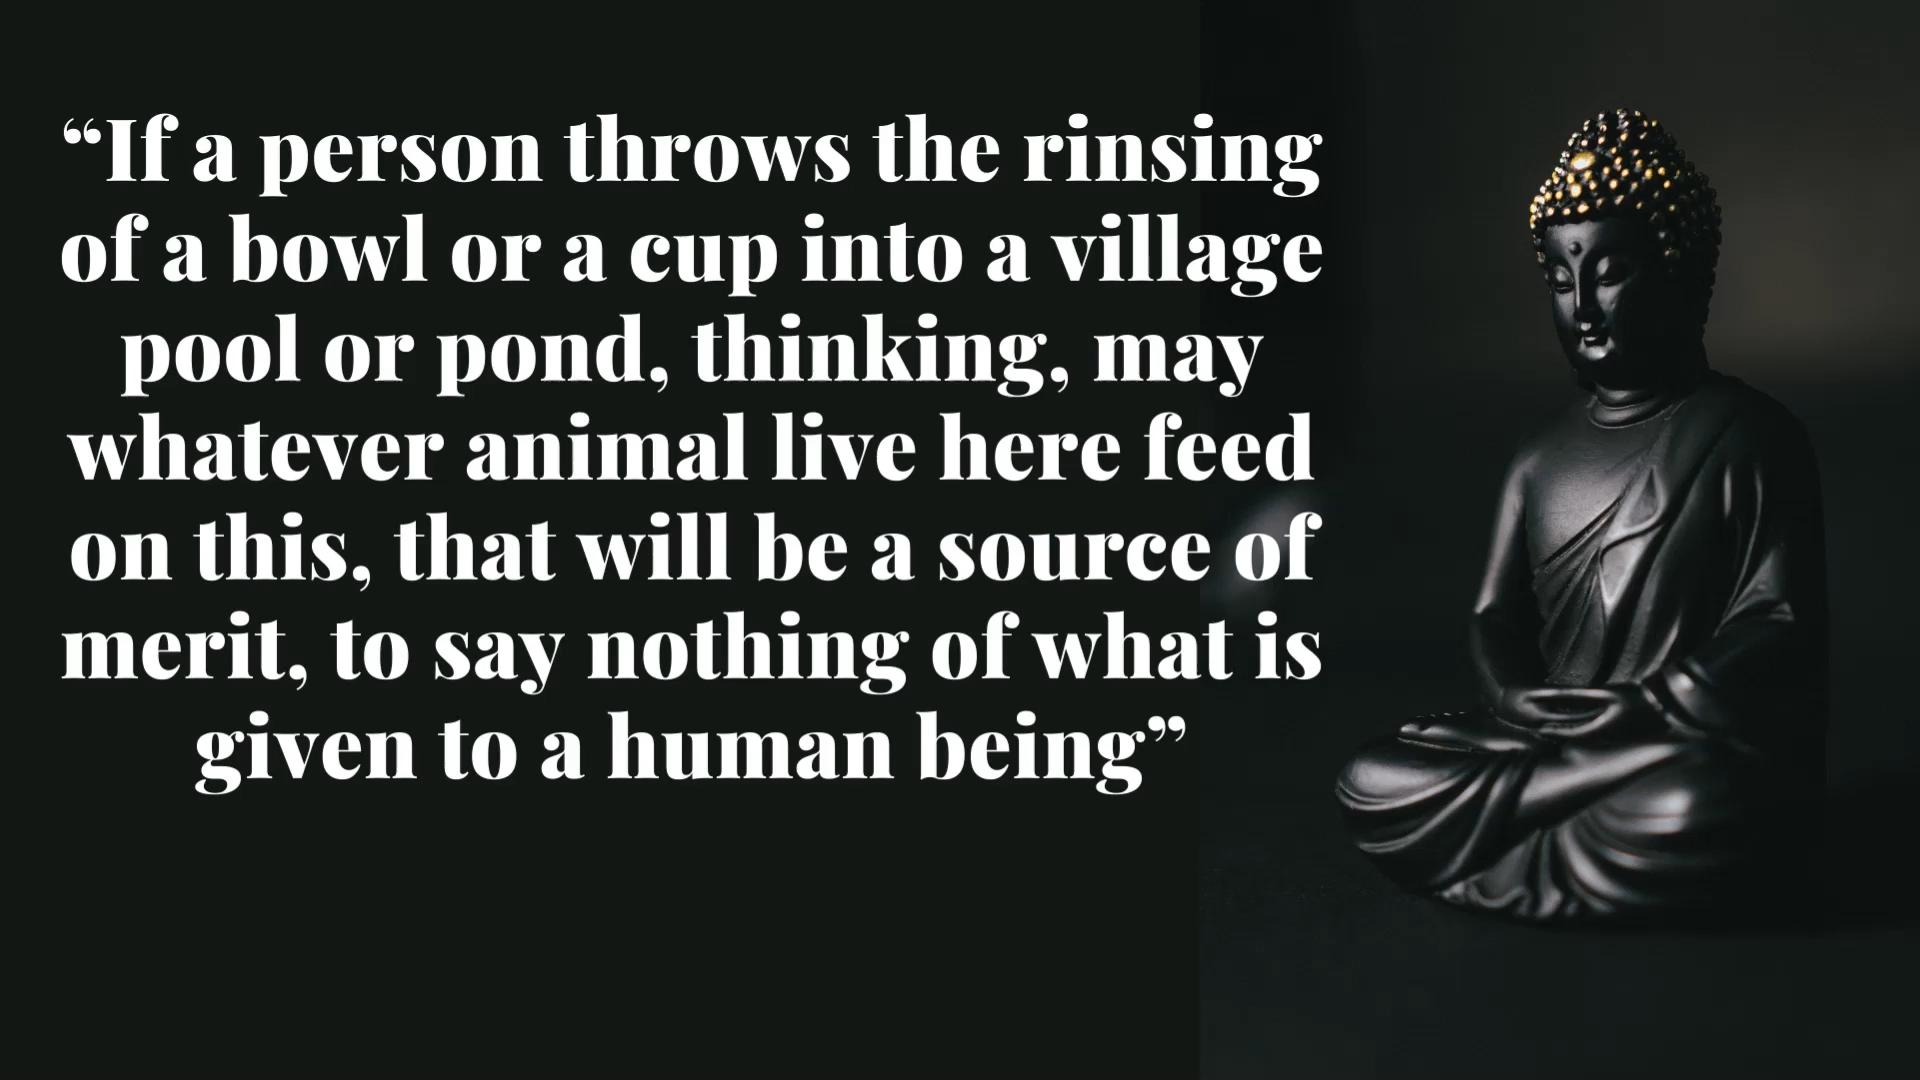 “If a person throws the rinsing
of a bowl or a cup into a village
pool or pond, thinking, may
whatever animal live here feed
on this, that will be a source of
merit, to say nothing of what is
given to a human being”